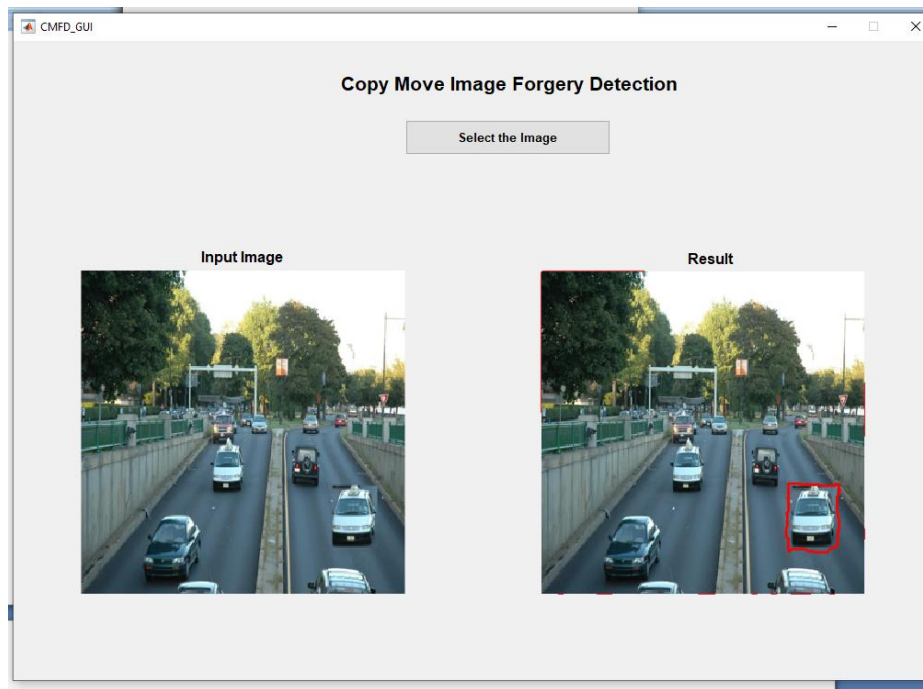 CMFD_GUI
Copy Move Image Forgery Detection
Select the Image
Input Image
Result